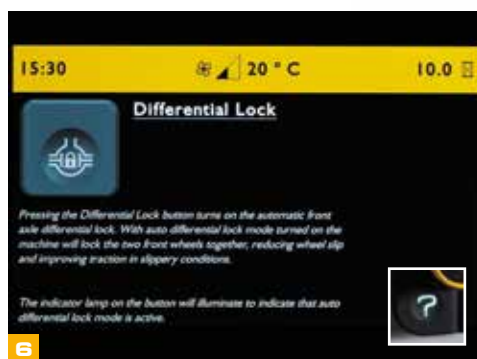 15:30 20 ° C 10.0
Differential Lock
Pressing the Differential Lock button turns on the automatic front
axle differential lock. With auto differential lock mode turned on the
machine will lock the two front wheels together, reducing wheel slip
and improving traction in slippery conditions.
The indicator lamp on the button will illuminate to indicate that auto
differential lock mode is active.
?
6